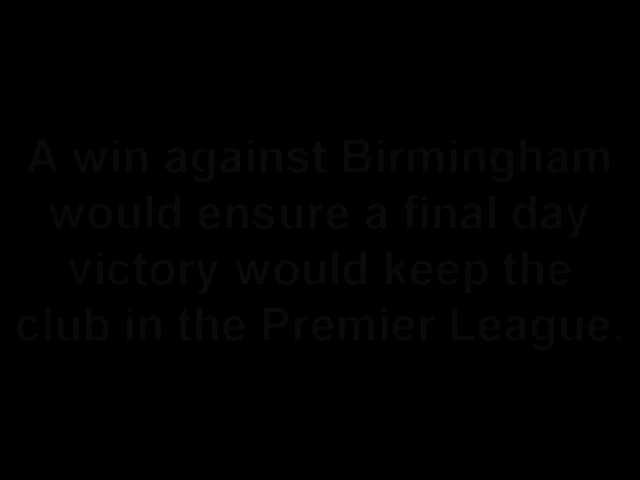 A win against Birmingham
would ensure a final day
victory would keep the
club in the Premier League.